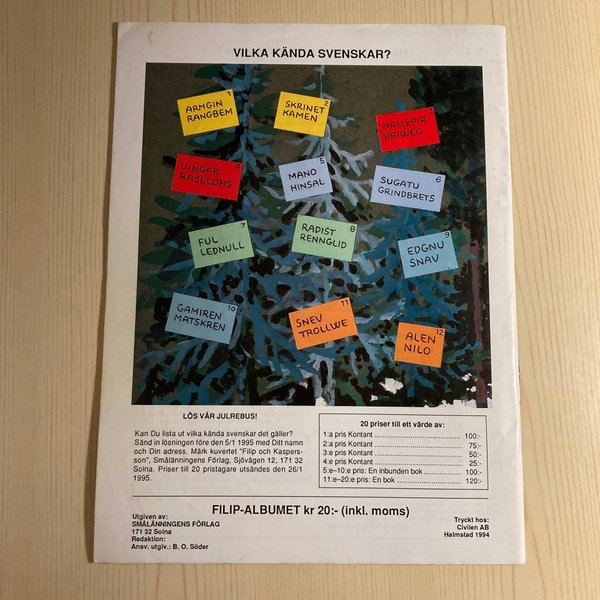 VILKA KÄNDA SVENSKAR?
1
ARMGIN
RANGBEM
2
SKRINET
KAMEN
NALLEPIR
BRIWEG
4
VINGAR
RASCLONS
5
MANO
HINSAL
6
SUGATU
GRINDBRETS
7
FUL
LEDNULL
8
RADIST
RENNGLID
9
EDGNU
SNAV
10
GAMIREN
MATSKREN
11
SNEV
TROLLWE
12
ALEN
NILO
LÖS VÅR JULREBUS!
Kan Du lista ut vilka kända svenskar det gäller?
Sänd in lösningen före den 5/1 1995 med Ditt namn
och Din adress. Märk kuvertet "Filip och Kaspers-
son", Smålänningens Förlag, Sjövägen 12, 171 32
Solna. Priser till 20 pristagare utsändes den 26/1
1995.
20 priser till ett värde av:
1:a pris Kontant ........................................ 100:-
2:a pris Kontant ........................................ 75:-
3:e pris Kontant ........................................ 50:-
4:e pris Kontant ........................................ 25:-
5:e–10:e pris: En inbunden bok .................... 100:-
11:e–20:e pris: En bok ................................ 120:-
FILIP-ALBUMET kr 20:- (inkl. moms)
Utgiven av:
SMÅLÄNNINGENS FÖRLAG
171 32 Solna
Redaktion:
Ansv. utgiv.: B. O. Söder
Tryckt hos:
Civilen AB
Halmstad 1994